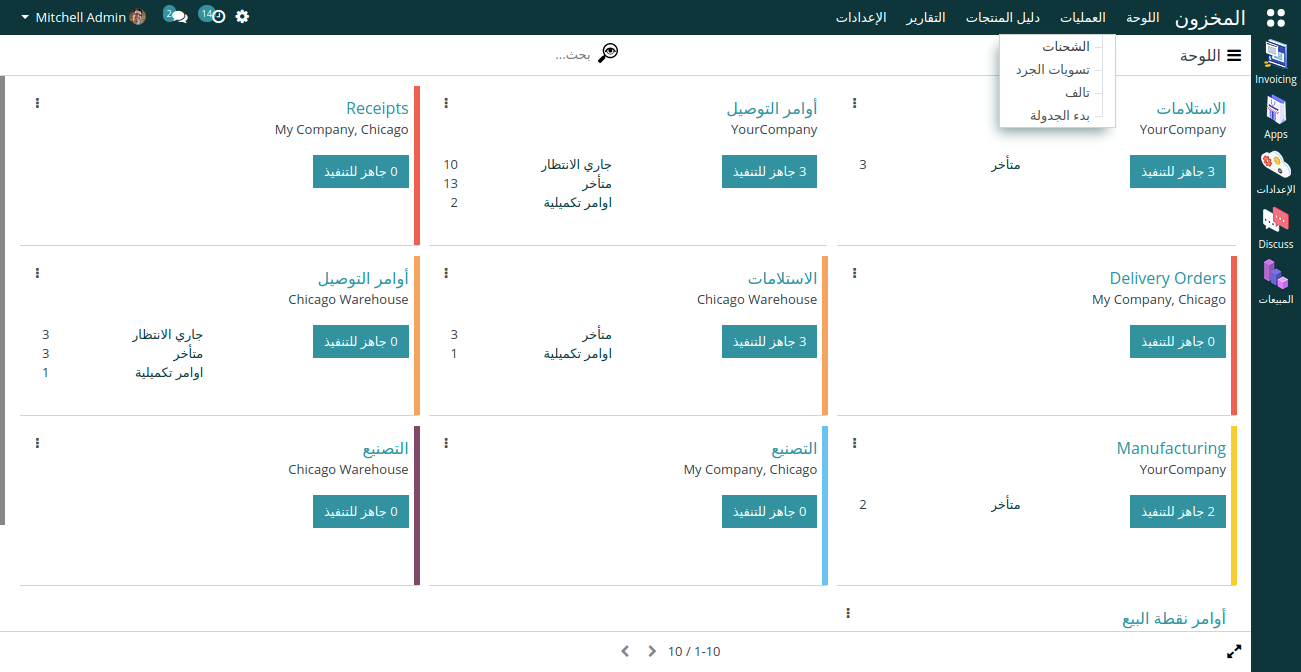 المخزون
اللوحة
العمليات
دليل المنتجات
التقارير
الإعدادات
14
2
Mitchell Admin
الشحنات
تسويات الجرد
تالف
بدء الجدولة
اللوحة
بحث...
Invoicing
Apps
الإعدادات
Discuss
المبيعات
الاستلامات
YourCompany
3 جاهز للتنفيذ
متأخر 3
أوامر التوصيل
YourCompany
3 جاهز للتنفيذ
جاري الانتظار 10
متأخر 13
اوامر تكميلية 2
Receipts
My Company, Chicago
0 جاهز للتنفيذ
Delivery Orders
My Company, Chicago
0 جاهز للتنفيذ
الاستلامات
Chicago Warehouse
3 جاهز للتنفيذ
متأخر 3
اوامر تكميلية 1
أوامر التوصيل
Chicago Warehouse
0 جاهز للتنفيذ
جاري الانتظار 3
متأخر 3
اوامر تكميلية 1
Manufacturing
YourCompany
2 جاهز للتنفيذ
متأخر 2
التصنيع
My Company, Chicago
0 جاهز للتنفيذ
التصنيع
Chicago Warehouse
0 جاهز للتنفيذ
أوامر نقطة البيع
10 / 1-10